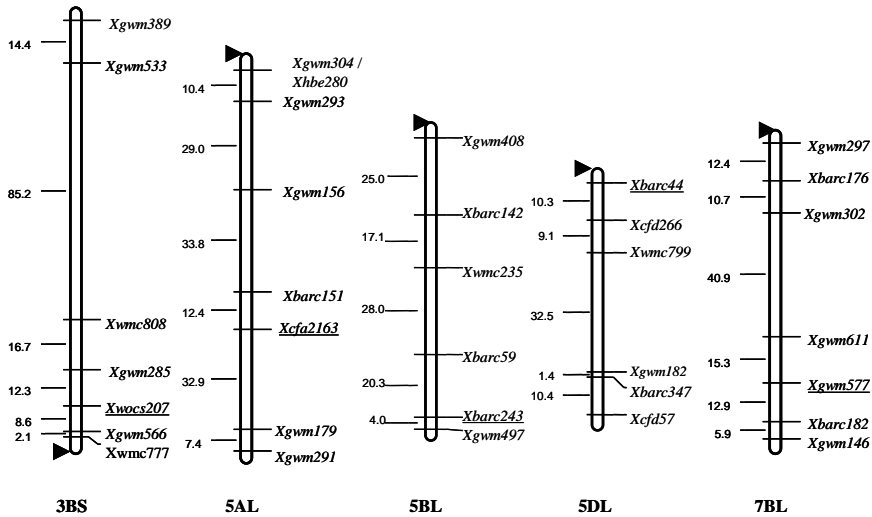 Xgwm389
14.4
Xgwm533
85.2
Xwmc808
16.7
Xgwm285
12.3
Xwocs207
8.6
Xgwm566
2.1
Xwmc777
3BS
Xgwm304 /
Xhbe280
10.4
Xgwm293
29.0
Xgwm156
33.8
Xbarc151
12.4
Xcfa2163
32.9
Xgwm179
7.4
Xgwm291
5AL
Xgwm408
25.0
Xbarc142
17.1
Xwmc235
28.0
Xbarc59
20.3
Xbarc243
4.0
Xgwm497
5BL
Xbarc44
10.3
Xcfd266
9.1
Xwmc799
32.5
Xgwm182
1.4
Xbarc347
10.4
Xcfd57
5DL
Xgwm297
12.4
Xbarc176
10.7
Xgwm302
40.9
Xgwm611
15.3
Xgwm577
12.9
Xbarc182
5.9
Xgwm146
7BL